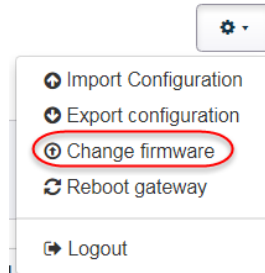 Import Configuration
Export configuration
Change firmware
Reboot gateway
Logout